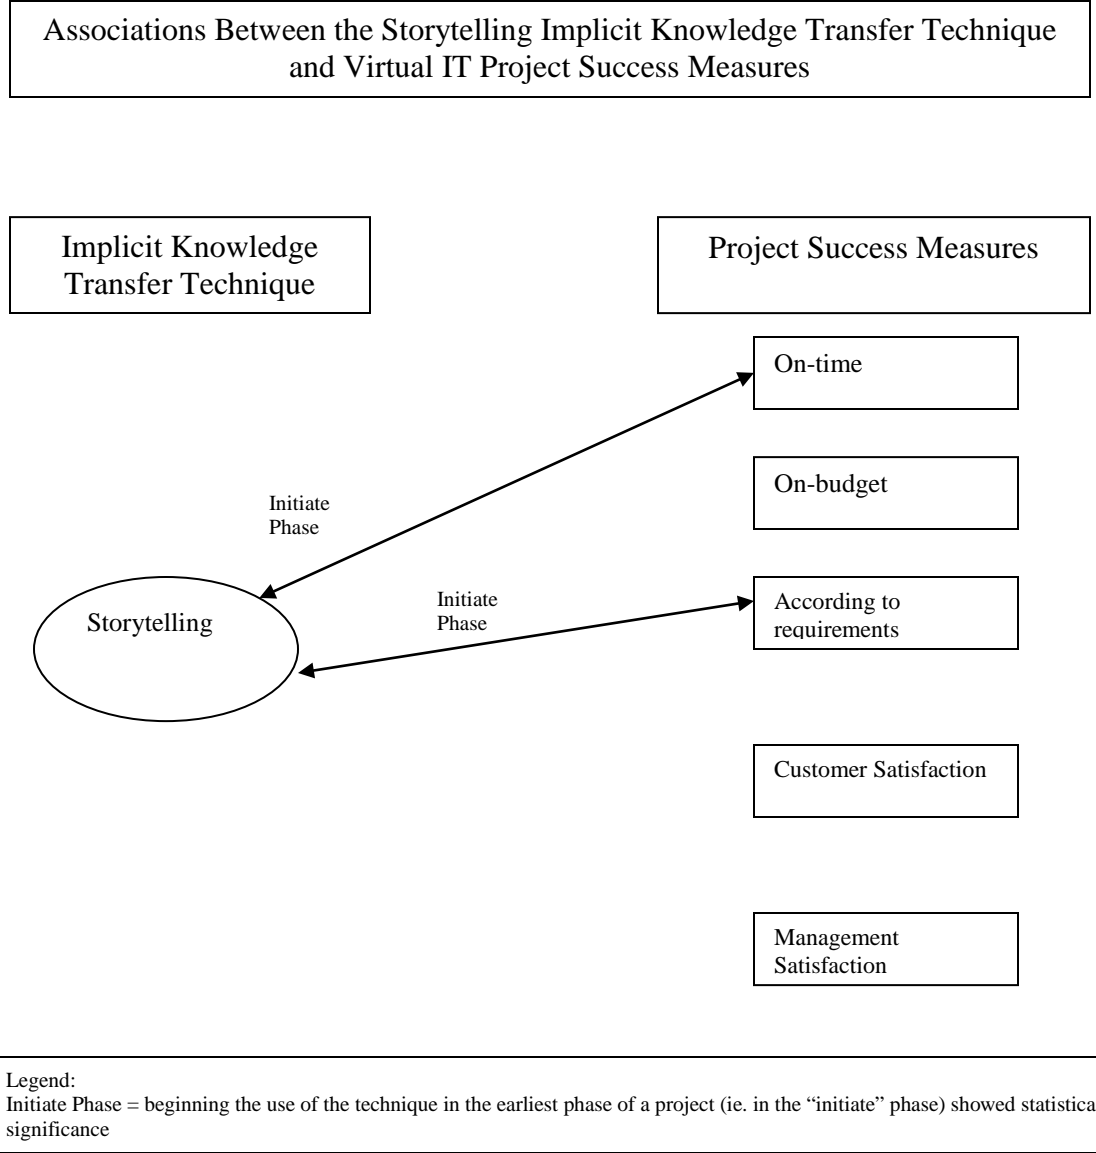 Associations Between the Storytelling Implicit Knowledge Transfer Technique
and Virtual IT Project Success Measures
Implicit Knowledge
Transfer Technique
Project Success Measures
On-time
On-budget
Initiate
Phase
Storytelling
Initiate
Phase
According to
requirements
Customer Satisfaction
Management
Satisfaction
Legend:
Initiate Phase = beginning the use of the technique in the earliest phase of a project (ie. in the “initiate” phase) showed statistica
significance